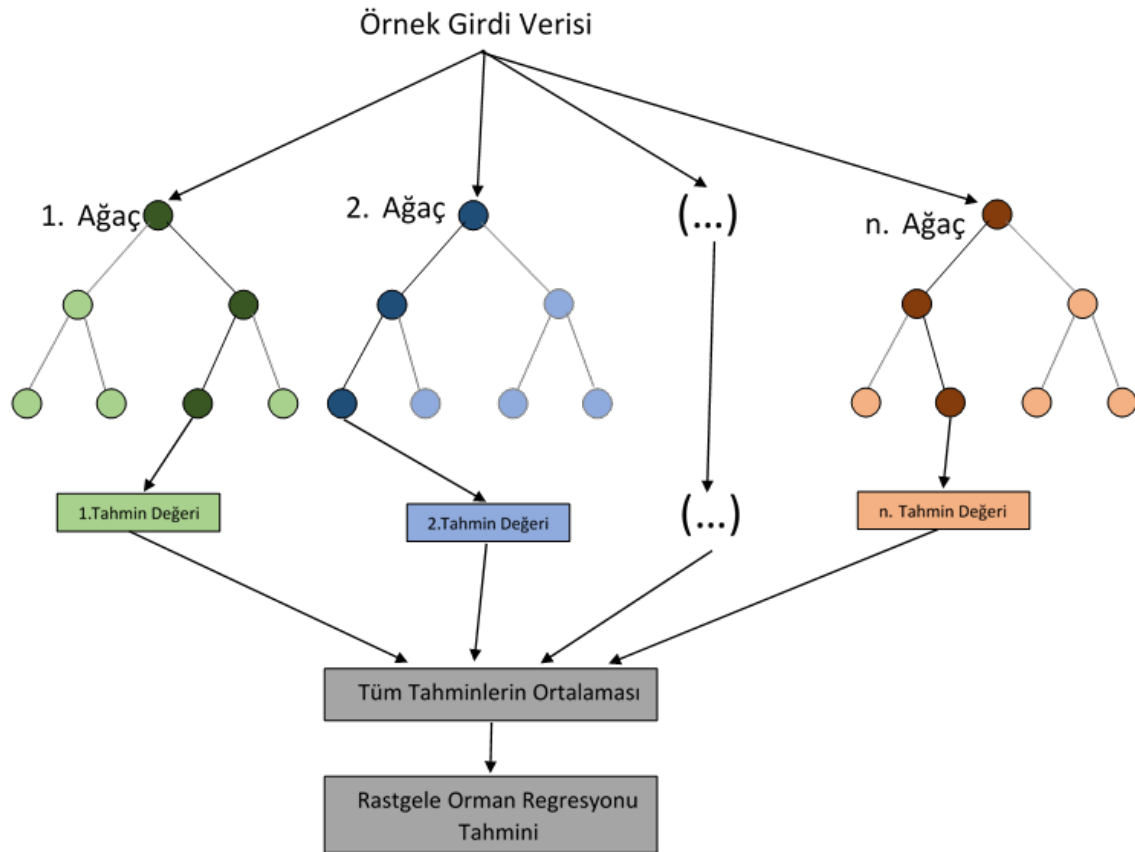 Örnek Girdi Verisi
1. Ağaç
2. Ağaç
(...)
n. Ağaç
1.Tahmin Değeri
2.Tahmin Değeri
(...)
n. Tahmin Değeri
Tüm Tahminlerin Ortalaması
Rastgele Orman Regresyonu
Tahmini